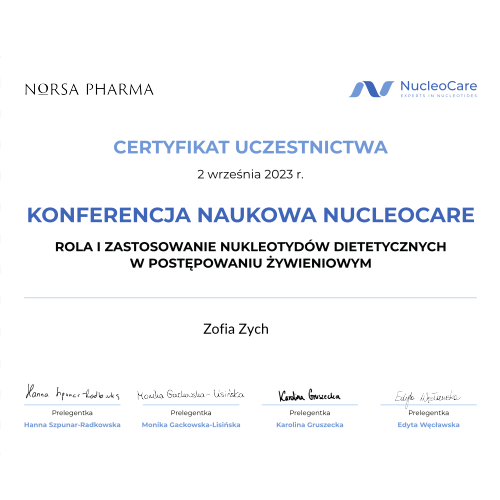 NORSA PHARMA
NucleoCare
EXPERTS IN NUCLEOTIDES
CERTYFIKAT UCZESTNICTWA
2 września 2023 r.
KONFERENCJA NAUKOWA NUCLEOCARE
ROLA I ZASTOSOWANIE NUKLEOTYDÓW DIETETYCZNYCH
W POSTĘPOWANIU ŻYWIENIOWYM
Zofia Zych
Hanna Szpunar-Radkowska Monika Gackowska-Lisińska Karolina Gruszecka Edyta Węcławska
Prelegentka Prelegentka Prelegentka Prelegentka
Hanna Szpunar-Radkowska Monika Gackowska-Lisińska Karolina Gruszecka Edyta Węcławska